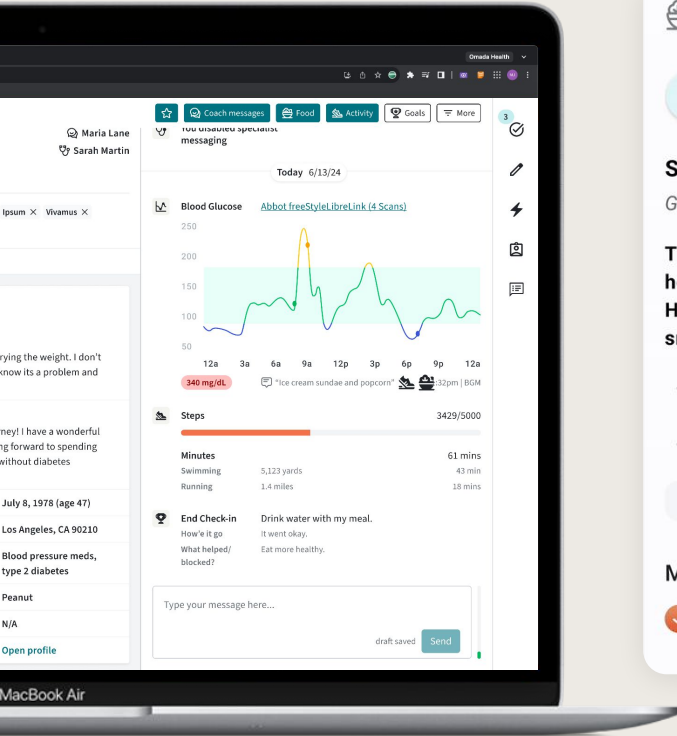 Omada Health
Coach messages
Food
Activity
Goals
More
3
Maria Lane
Sarah Martin
You disabled specialist
messaging
Today 6/13/24
Ipsum × Vivamus ×
Blood Glucose
Abbot freeStyleLibreLink (4 Scans)
250
200
150
100
50
12a 3a 6a 9a 12p 3p 6p 9p 12a
340 mg/dL
"Ice cream sundae and popcorn"
:32pm | BGM
rying the weight. I don't
know its a problem and
rney! I have a wonderful
ng forward to spending
without diabetes
July 8, 1978 (age 47)
Los Angeles, CA 90210
Blood pressure meds,
type 2 diabetes
Peanut
N/A
Open profile
Steps 3429/5000
Minutes 61 mins
Swimming 5,123 yards 43 min
Running 1.4 miles 18 mins
End Check-in Drink water with my meal.
How'e it go It went okay.
What helped/ Eat more healthy.
blocked?
Type your message here...
draft saved
Send
MacBook Air
S
G
T
h
H
s
M